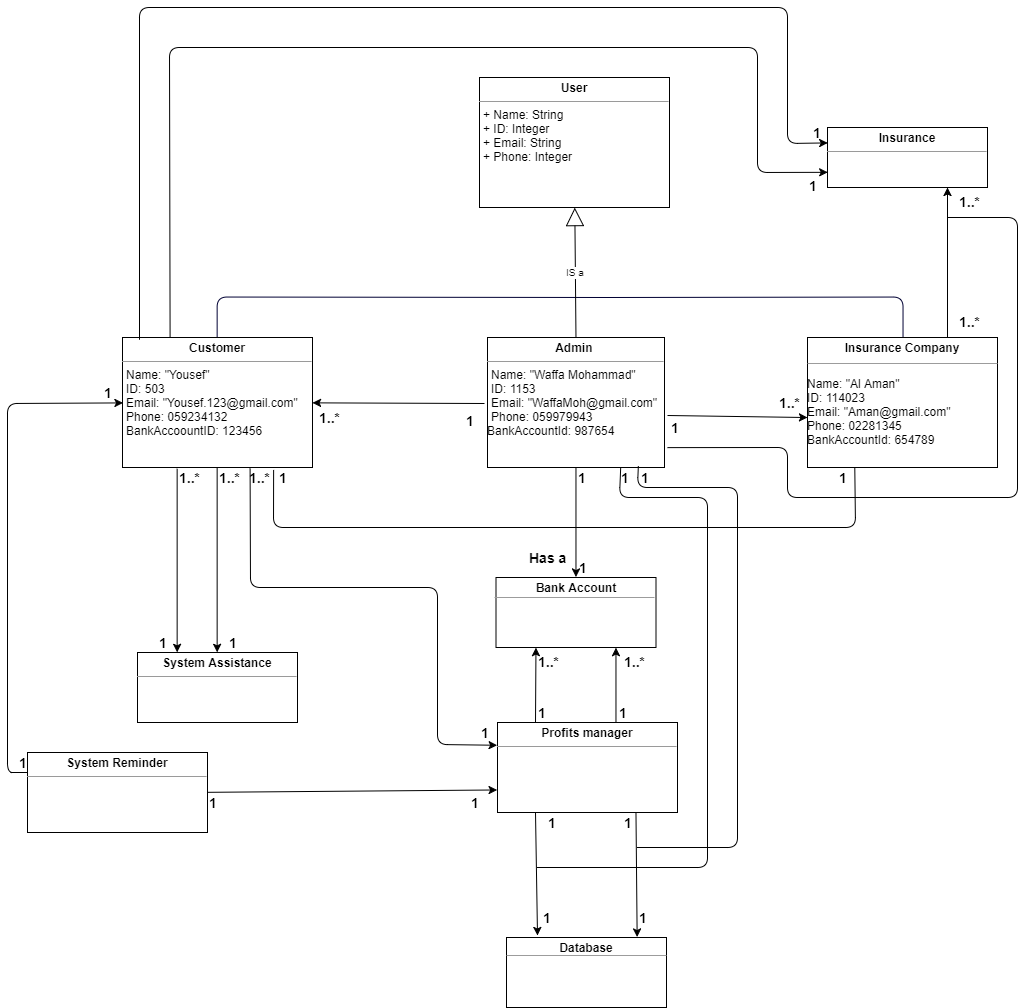 User
+ Name: String
+ ID: Integer
+ Email: String
+ Phone: Integer
1
Insurance
1
1..*
IS a
1..*
Customer
Name: "Yousef"
ID: 503
Email: "Yousef.123@gmail.com"
Phone: 059234132
BankAccoountID: 123456
Admin
Name: "Waffa Mohammad"
ID: 1153
Email: "WaffaMoh@gmail.com"
Phone: 059979943
BankAccountId: 987654
Insurance Company
Name: "Al Aman"
ID: 114023
Email: "Aman@gmail.com"
Phone: 02281345
BankAccountId: 654789
1
1..*
1
1..*
1
1..*
1..*
1..*
1
1
1
1
1
Has a
1
Bank Account
1
1
System Assistance
1..*
1..*
1
1
1
Profits manager
1
System Reminder
1
1
1
1
1
1
Database